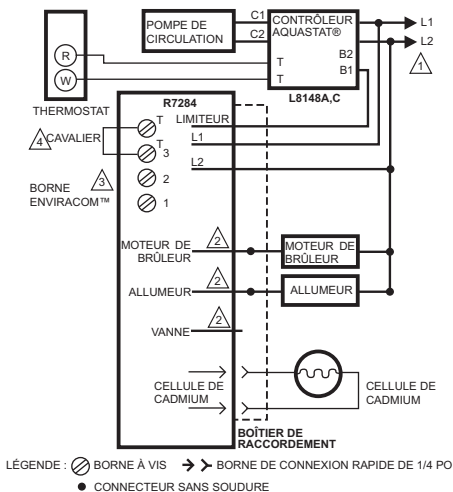 POMPE DE
CIRCULATION
C1
C2
CONTRÔLEUR
AQUASTAT®
B2
B1
T
T
L1
L2
1
R
W
THERMOSTAT
L8148A,C
R7284
LIMITEUR
T
L1
4 CAVALIER
T
3
L2
3
2
BORNE
ENVIRACOM™
1
MOTEUR DE
BRÛLEUR
2
MOTEUR DE
BRÛLEUR
ALLUMEUR
2
ALLUMEUR
VANNE
2
CELLULE DE
CADMIUM
CELLULE DE
CADMIUM
BOÎTIER DE
RACCORDEMENT
LÉGENDE : BORNE À VIS BORNE DE CONNEXION RAPIDE DE 1/4 PO
CONNECTEUR SANS SOUDURE